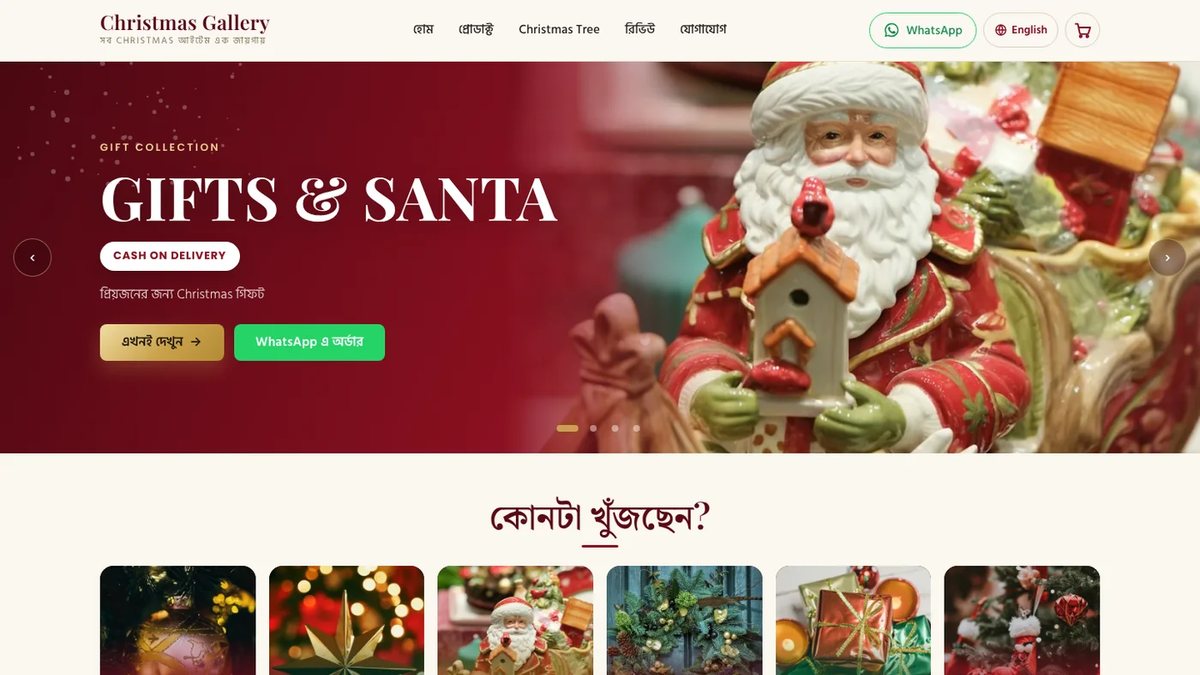 Christmas Gallery
সব CHRISTMAS আইটেম এক জায়গায়
হোম
প্রোডাক্ট
Christmas Tree
রিভিউ
যোগাযোগ
WhatsApp
English
GIFT COLLECTION
GIFTS & SANTA
CASH ON DELIVERY
প্রিয়জনের জন্য Christmas গিফট
এখনই দেখুন →
WhatsApp এ অর্ডার
কোনটা খুঁজছেন?